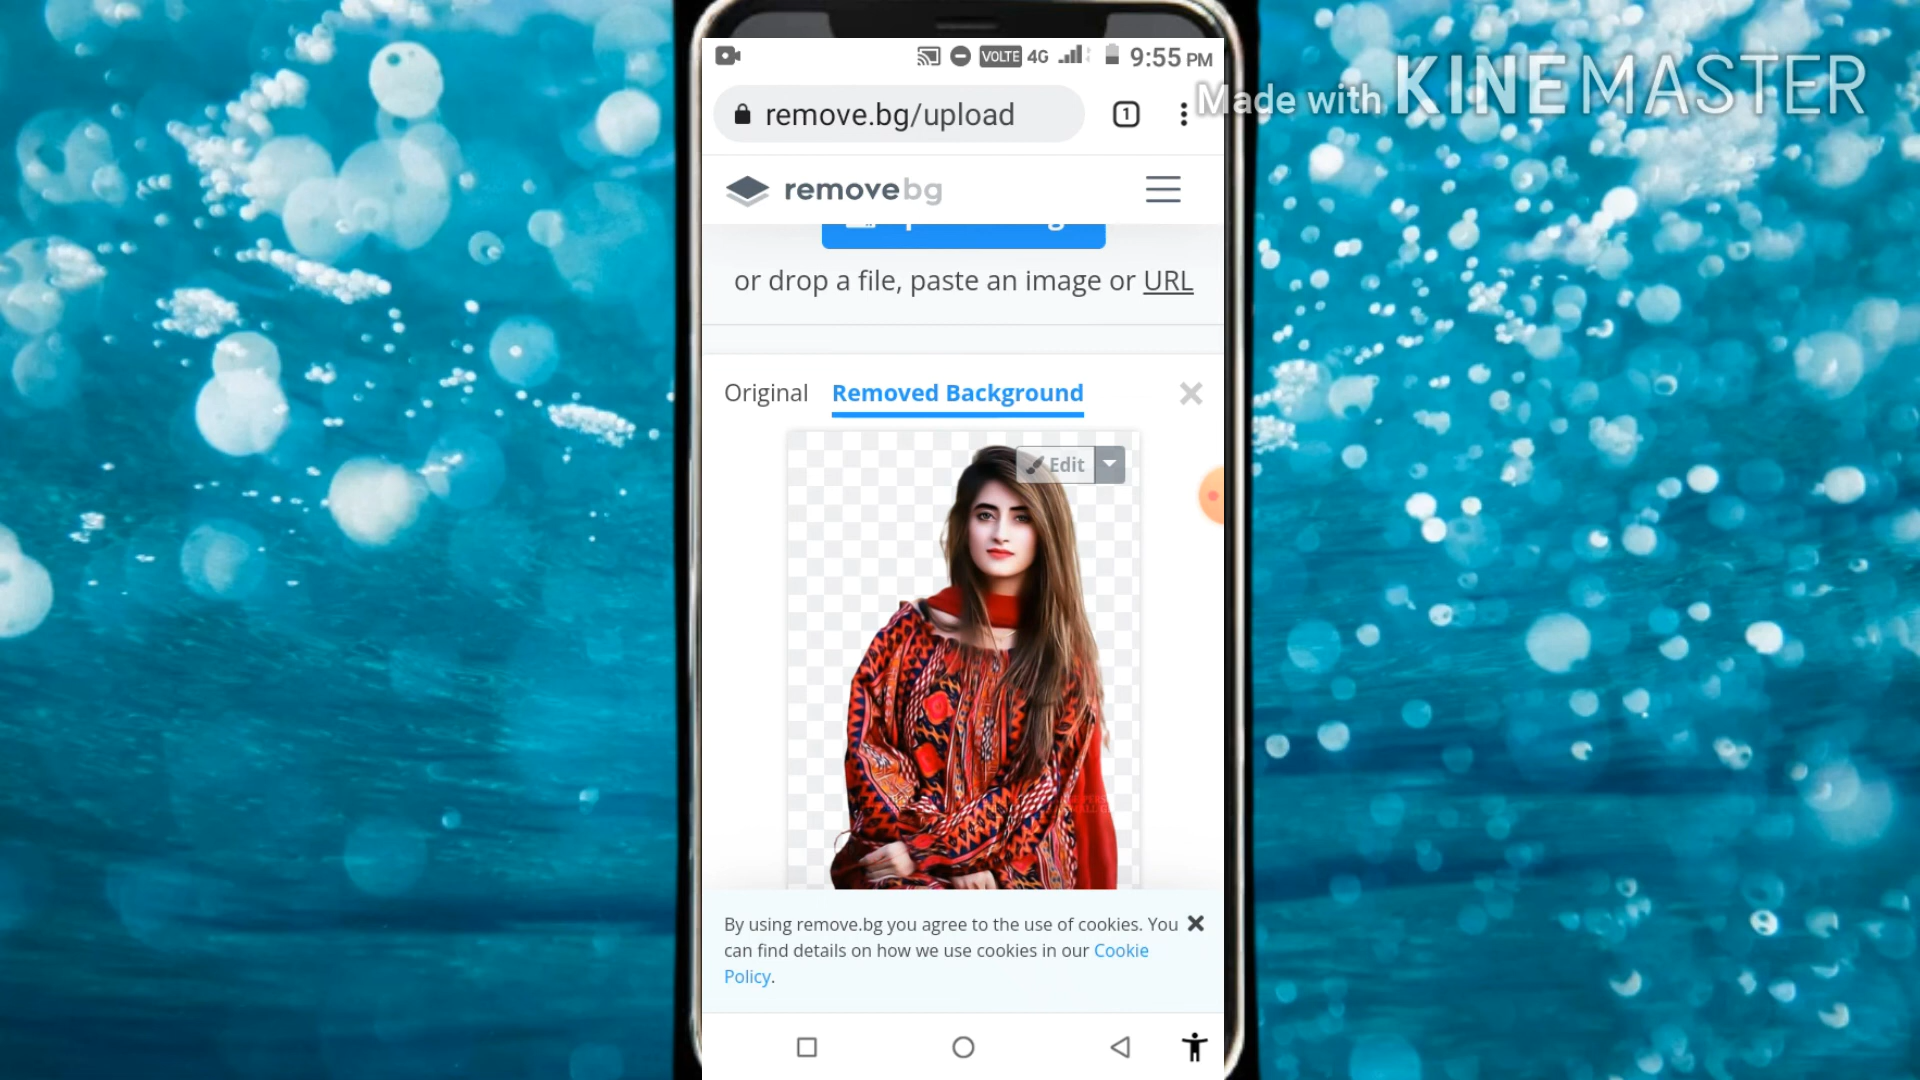 VOLTE 4G 9:55 PM
remove.bg/upload
1
Made with KINEMASTER
removebg
or drop a file, paste an image or URL
Original Removed Background
Edit
By using remove.bg you agree to the use of cookies. You
can find details on how we use cookies in our Cookie
Policy.